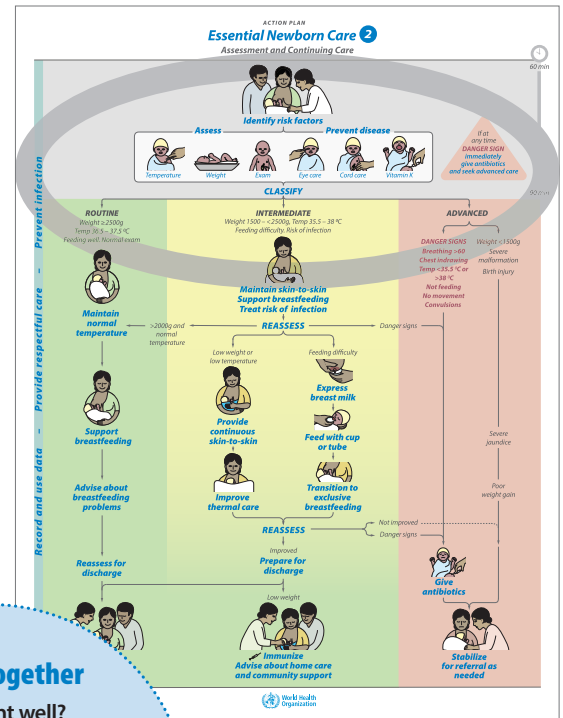 ACTION PLAN
Essential Newborn Care 2
Assessment and Continuing Care
60 min
Identify risk factors
Assess
Prevent disease
Temperature
Weight
Exam
Eye care
Cord care
Vitamin K
If at
any time
DANGER SIGN
immediately
give antibiotics
and seek advanced care
CLASSIFY
90 min
ROUTINE
Weight ≥2500g
Temp 36.5 – 37.5 ºC
Feeding well. Normal exam
INTERMEDIATE
Weight 1500 – <2500g, Temp 35.5 – 38 ºC
Feeding difficulty. Risk of infection
ADVANCED
DANGER SIGNS
Breathing >60
Chest indrawing
Temp <35.5 ºC or
>38 ºC
Not feeding
No movement
Convulsions
Weight <1500g
Severe
malformation
Birth injury
Maintain
normal
temperature
Maintain skin-to-skin
Support breastfeeding
Treat risk of infection
>2000g and
normal
temperature
REASSESS
Danger signs
Low weight or
low temperature
Feeding difficulty
Provide
continuous
skin-to-skin
Express
breast milk
Feed with cup
or tube
Improve
thermal care
Transition to
exclusive
breastfeeding
Support
breastfeeding
Advise about
breastfeeding
problems
Severe
jaundice
Poor
weight gain
REASSESS
Not improved
Danger signs
Improved
Prepare for
discharge
Reassess for
discharge
Give
antibiotics
Low weight
Immunize
Advise about home care
and community support
Stabilize
for referral as
needed
Prevent infection
–
Provide respectful care
–
Record and use data
ogether
nt well?
World Health
Organization